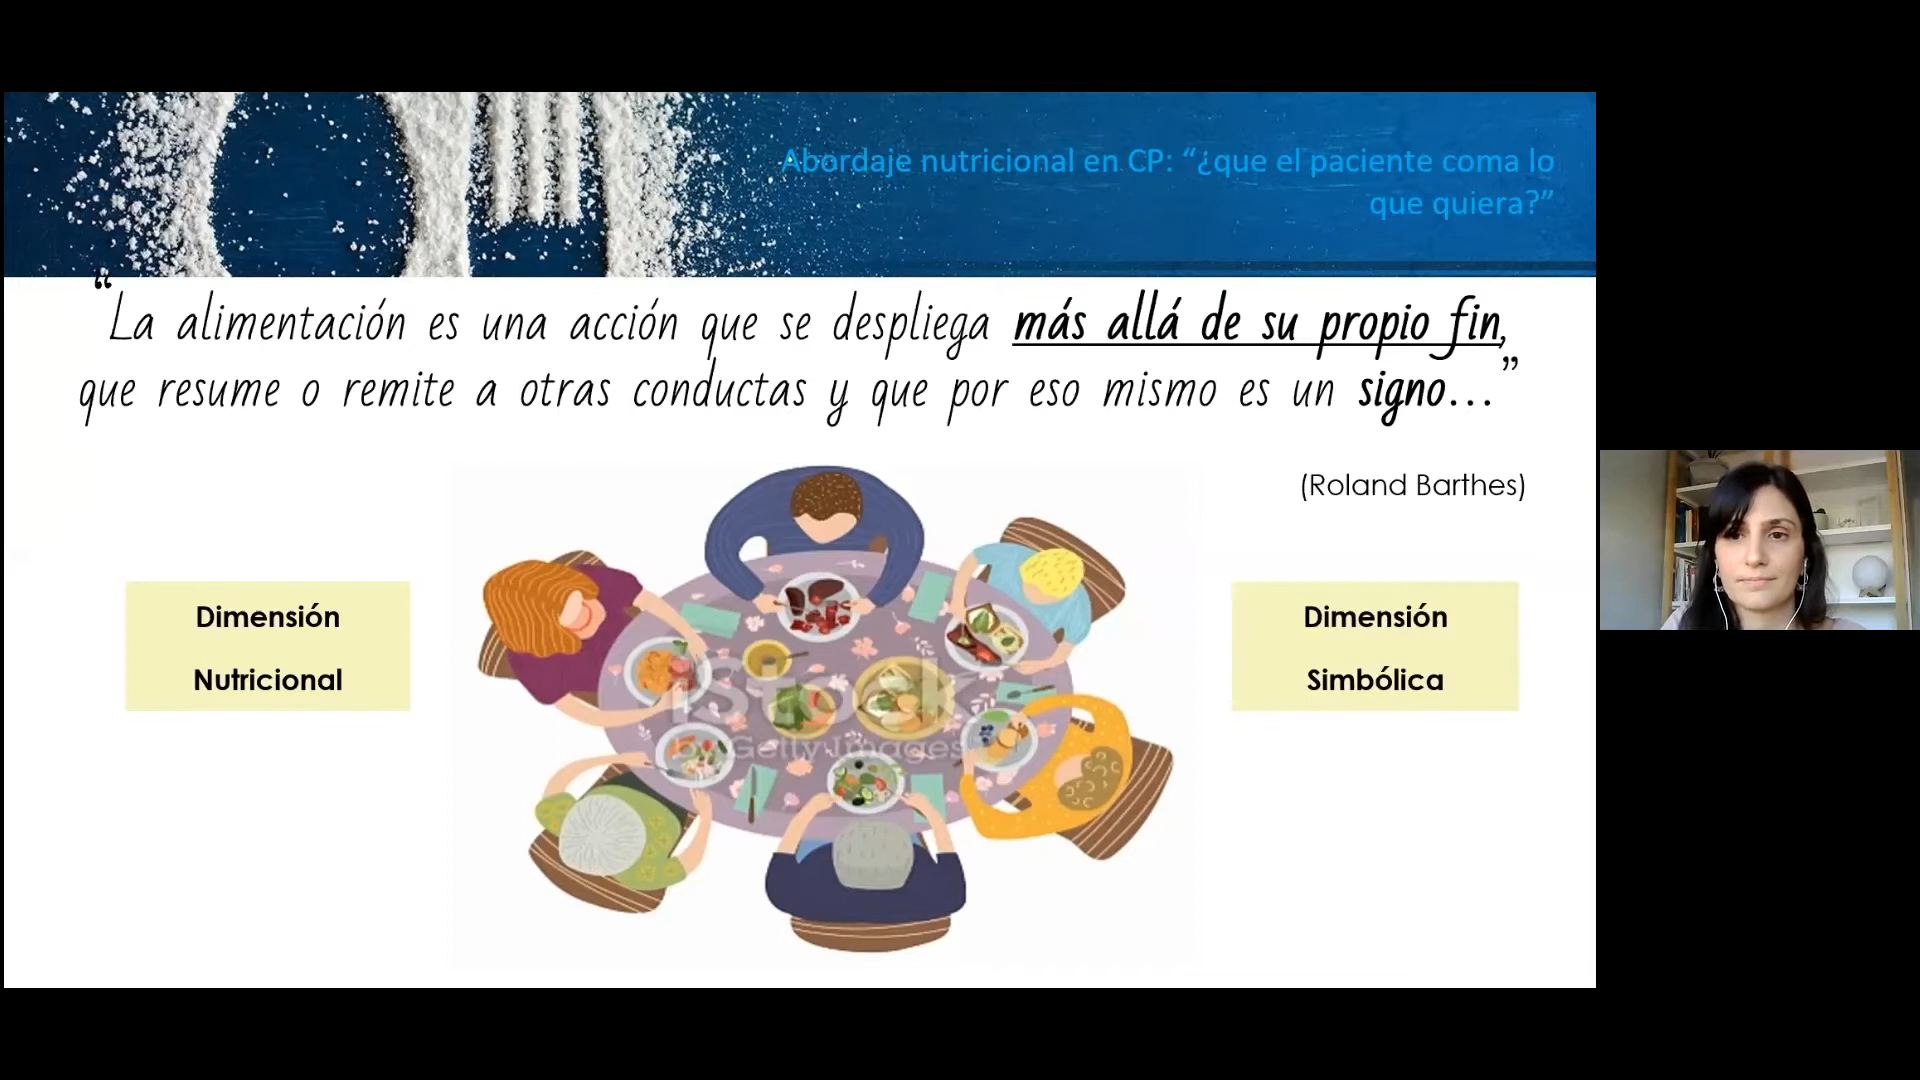 Abordaje nutricional en CP: “¿que el paciente coma lo
que quiera?”
“La alimentación es una acción que se despliega más allá de su propio fin,
que resume o remite a otras conductas y que por eso mismo es un signo...”
(Roland Barthes)
Dimensión
Nutricional
Dimensión
Simbólica
iStock
by Getty Images